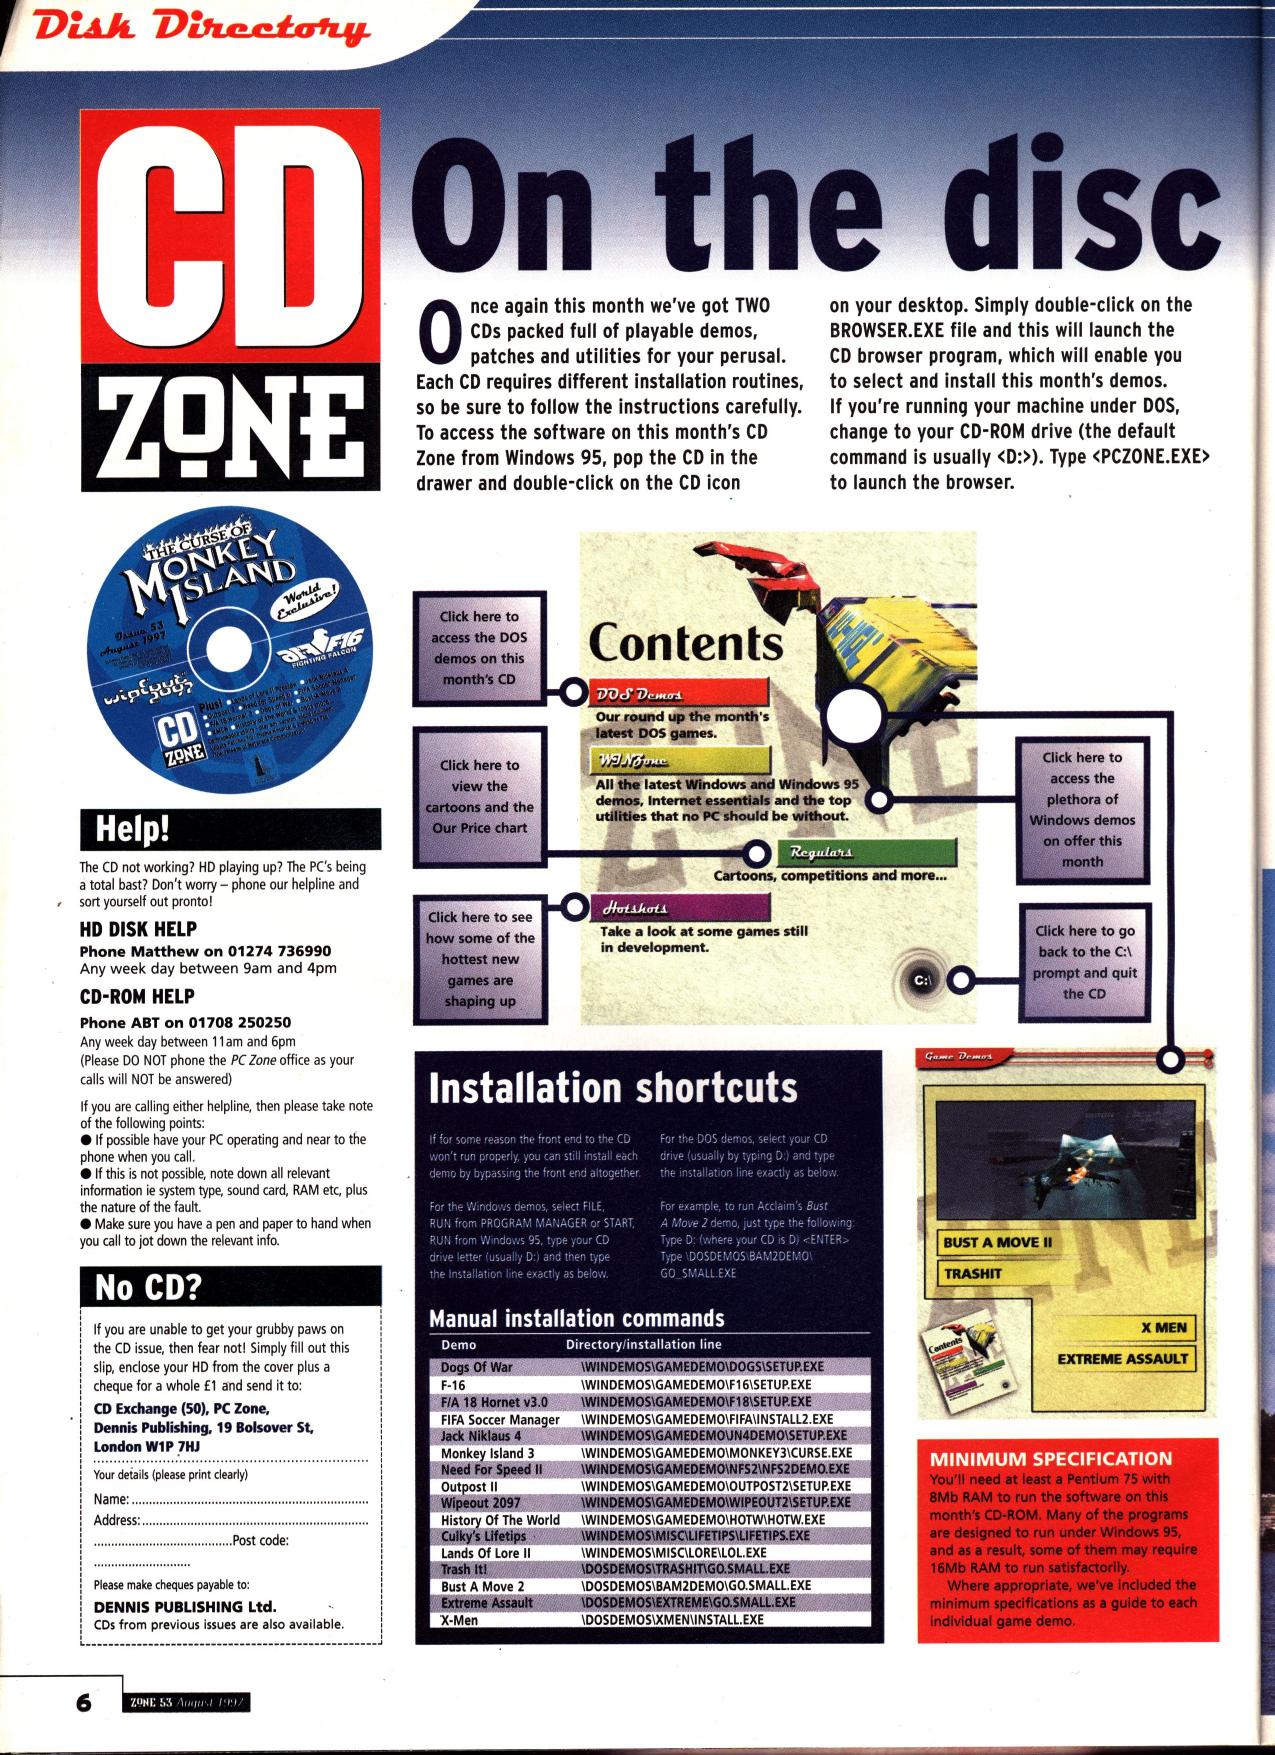 Disk Directory
CD
ZONE
On the disc
Once again this month we've got TWO
CDs packed full of playable demos,
patches and utilities for your perusal.
Each CD requires different installation routines,
so be sure to follow the instructions carefully.
To access the software on this month's CD
Zone from Windows 95, pop the CD in the
drawer and double-click on the CD icon
on your desktop. Simply double-click on the
BROWSER.EXE file and this will launch the
CD browser program, which will enable you
to select and install this month's demos.
If you're running your machine under DOS,
change to your CD-ROM drive (the default
command is usually <D:>). Type <PCZONE.EXE>
to launch the browser.
THE CURSE OF
MONKEY
ISLAND
World
Exclusive!
Issue 53
August 1997
F-16
FIGHTING FALCON
wipEout
2097
Plus!
CD
ZONE
Click here to
access the DOS
demos on this
month's CD
Click here to
view the
cartoons and the
Our Price chart
Click here to see
how some of the
hottest new
games are
shaping up
Contents
DOS Demos
Our round up the month's
latest DOS games.
WINZone
All the latest Windows and Windows 95
demos, Internet essentials and the top
utilities that no PC should be without.
Regulars
Cartoons, competitions and more...
Hotshots
Take a look at some games still
in development.
C:\
Click here to
access the
plethora of
Windows demos
on offer this
month
Click here to go
back to the C:\
prompt and quit
the CD
Help!
The CD not working? HD playing up? The PC's being
a total bast? Don't worry – phone our helpline and
sort yourself out pronto!
HD DISK HELP
Phone Matthew on 01274 736990
Any week day between 9am and 4pm
CD-ROM HELP
Phone ABT on 01708 250250
Any week day between 11am and 6pm
(Please DO NOT phone the PC Zone office as your
calls will NOT be answered)
If you are calling either helpline, then please take note
of the following points:
● If possible have your PC operating and near to the
phone when you call.
● If this is not possible, note down all relevant
information ie system type, sound card, RAM etc, plus
the nature of the fault.
● Make sure you have a pen and paper to hand when
you call to jot down the relevant info.
No CD?
If you are unable to get your grubby paws on
the CD issue, then fear not! Simply fill out this
slip, enclose your HD from the cover plus a
cheque for a whole £1 and send it to:
CD Exchange (50), PC Zone,
Dennis Publishing, 19 Bolsover St,
London W1P 7HJ
Your details (please print clearly)
Name:
Address:
Post code:
Please make cheques payable to:
DENNIS PUBLISHING Ltd.
CDs from previous issues are also available.
Installation shortcuts
If for some reason the front end to the CD
won't run properly, you can still install each
demo by bypassing the front end altogether.
For the Windows demos, select FILE,
RUN from PROGRAM MANAGER or START,
RUN from Windows 95, type your CD
drive letter (usually D:) and then type
the Installation line exactly as below.
For the DOS demos, select your CD
drive (usually by typing D:) and type
the installation line exactly as below.
For example, to run Acclaim's Bust
A Move 2 demo, just type the following:
Type D: (where your CD is D) <ENTER>
Type \DOSDEMOS\BAM2DEMO\
GO_SMALL.EXE
Manual installation commands
Demo Directory/installation line
Dogs Of War \WINDEMOS\GAMEDEMO\DOGS\SETUP.EXE
F-16 \WINDEMOS\GAMEDEMO\F16\SETUP.EXE
F/A 18 Hornet v3.0 \WINDEMOS\GAMEDEMO\F18\SETUP.EXE
FIFA Soccer Manager \WINDEMOS\GAMEDEMO\FIFA\INSTALL2.EXE
Jack Niklaus 4 \WINDEMOS\GAMEDEMO\JN4DEMO\SETUP.EXE
Monkey Island 3 \WINDEMOS\GAMEDEMO\MONKEY3\CURSE.EXE
Need For Speed II \WINDEMOS\GAMEDEMO\NFS2\NFS2DEMO.EXE
Outpost II \WINDEMOS\GAMEDEMO\OUTPOST2\SETUP.EXE
Wipeout 2097 \WINDEMOS\GAMEDEMO\WIPEOUT2\SETUP.EXE
History Of The World \WINDEMOS\GAMEDEMO\HOTW\HOTW.EXE
Culky's Lifetips \WINDEMOS\MISC\LIFETIPS\LIFETIPS.EXE
Lands Of Lore II \WINDEMOS\MISC\LORE\LOL.EXE
Trash It! \DOSDEMOS\TRASHIT\GO.SMALL.EXE
Bust A Move 2 \DOSDEMOS\BAM2DEMO\GO.SMALL.EXE
Extreme Assault \DOSDEMOS\EXTREME\GO.SMALL.EXE
X-Men \DOSDEMOS\XMEN\INSTALL.EXE
Game Demos
BUST A MOVE II
TRASHIT
X MEN
EXTREME ASSAULT
Contents
MINIMUM SPECIFICATION
You'll need at least a Pentium 75 with
8Mb RAM to run the software on this
month's CD-ROM. Many of the programs
are designed to run under Windows 95,
and as a result, some of them may require
16Mb RAM to run satisfactorily.
Where appropriate, we've included the
minimum specifications as a guide to each
individual game demo.
6
ZONE 53 August 1997